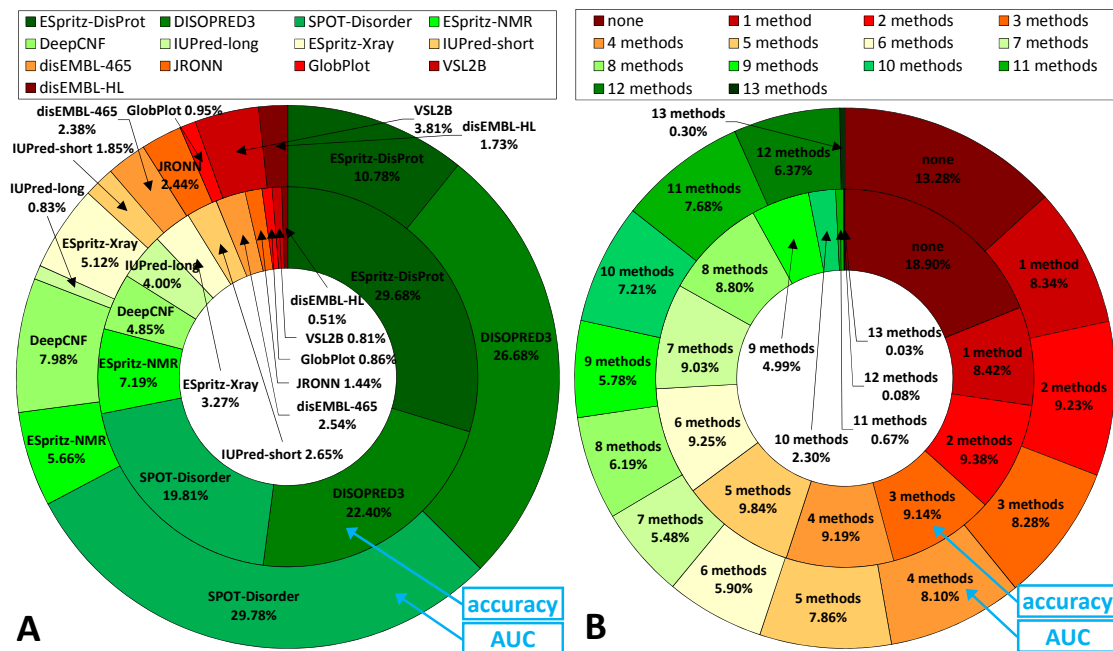 ESpritz-DisProt
DISOPRED3
SPOT-Disorder
ESpritz-NMR
DeepCNF
IUPred-long
ESpritz-Xray
IUPred-short
disEMBL-465
JRONN
GlobPlot
VSL2B
disEMBL-HL
disEMBL-465
2.38%
GlobPlot 0.95%
VSL2B
3.81%
disEMBL-HL
1.73%
IUPred-short 1.85%
JRONN
2.44%
ESpritz-DisProt
10.78%
IUPred-long
0.83%
ESpritz-Xray
5.12%
IUPred-long
4.00%
ESpritz-DisProt
29.68%
DeepCNF
7.98%
DeepCNF
4.85%
disEMBL-HL
0.51%
VSL2B 0.81%
GlobPlot 0.86%
JRONN 1.44%
disEMBL-465
2.54%
DISOPRED3
26.68%
ESpritz-NMR
7.19%
ESpritz-Xray
3.27%
ESpritz-NMR
5.66%
IUPred-short 2.65%
SPOT-Disorder
19.81%
DISOPRED3
22.40%
SPOT-Disorder
29.78%
accuracy
AUC
A
none
1 method
2 methods
3 methods
4 methods
5 methods
6 methods
7 methods
8 methods
9 methods
10 methods
11 methods
12 methods
13 methods
13 methods
0.30%
12 methods
6.37%
none
13.28%
11 methods
7.68%
none
18.90%
1 method
8.34%
10 methods
7.21%
8 methods
8.80%
9 methods
4.99%
13 methods
0.03%
12 methods
0.08%
11 methods
0.67%
10 methods
2.30%
7 methods
9.03%
1 method
8.42%
9 methods
5.78%
2 methods
9.23%
6 methods
9.25%
2 methods
9.38%
8 methods
6.19%
5 methods
9.84%
4 methods
9.19%
3 methods
9.14%
3 methods
8.28%
7 methods
5.48%
6 methods
5.90%
5 methods
7.86%
4 methods
8.10%
accuracy
AUC
B